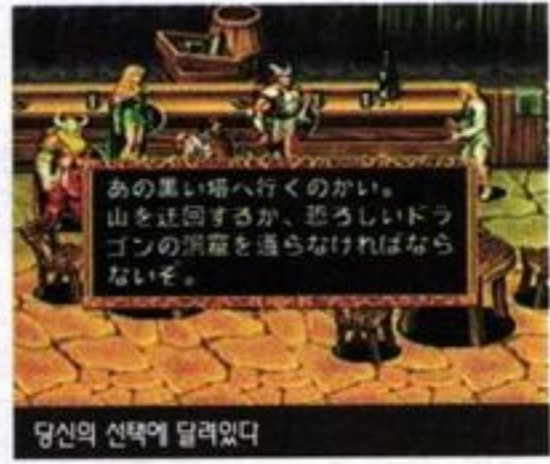 あの黒い塔へ行くのかい。
山を迂回するか、恐ろしいドラ
ゴンの洞窟を通らなければなら
ないぞ。
당신의 선택에 달려있다